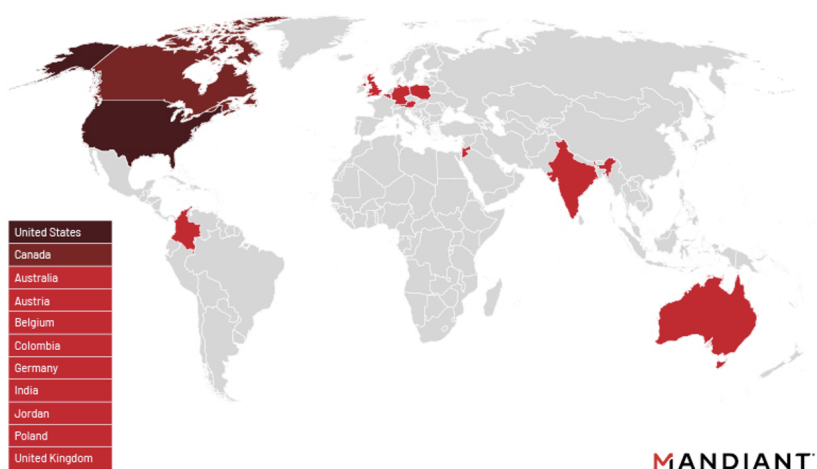 United States
Canada
Australia
Austria
Belgium
Colombia
Germany
India
Jordan
Poland
United Kingdom
MANDIANT